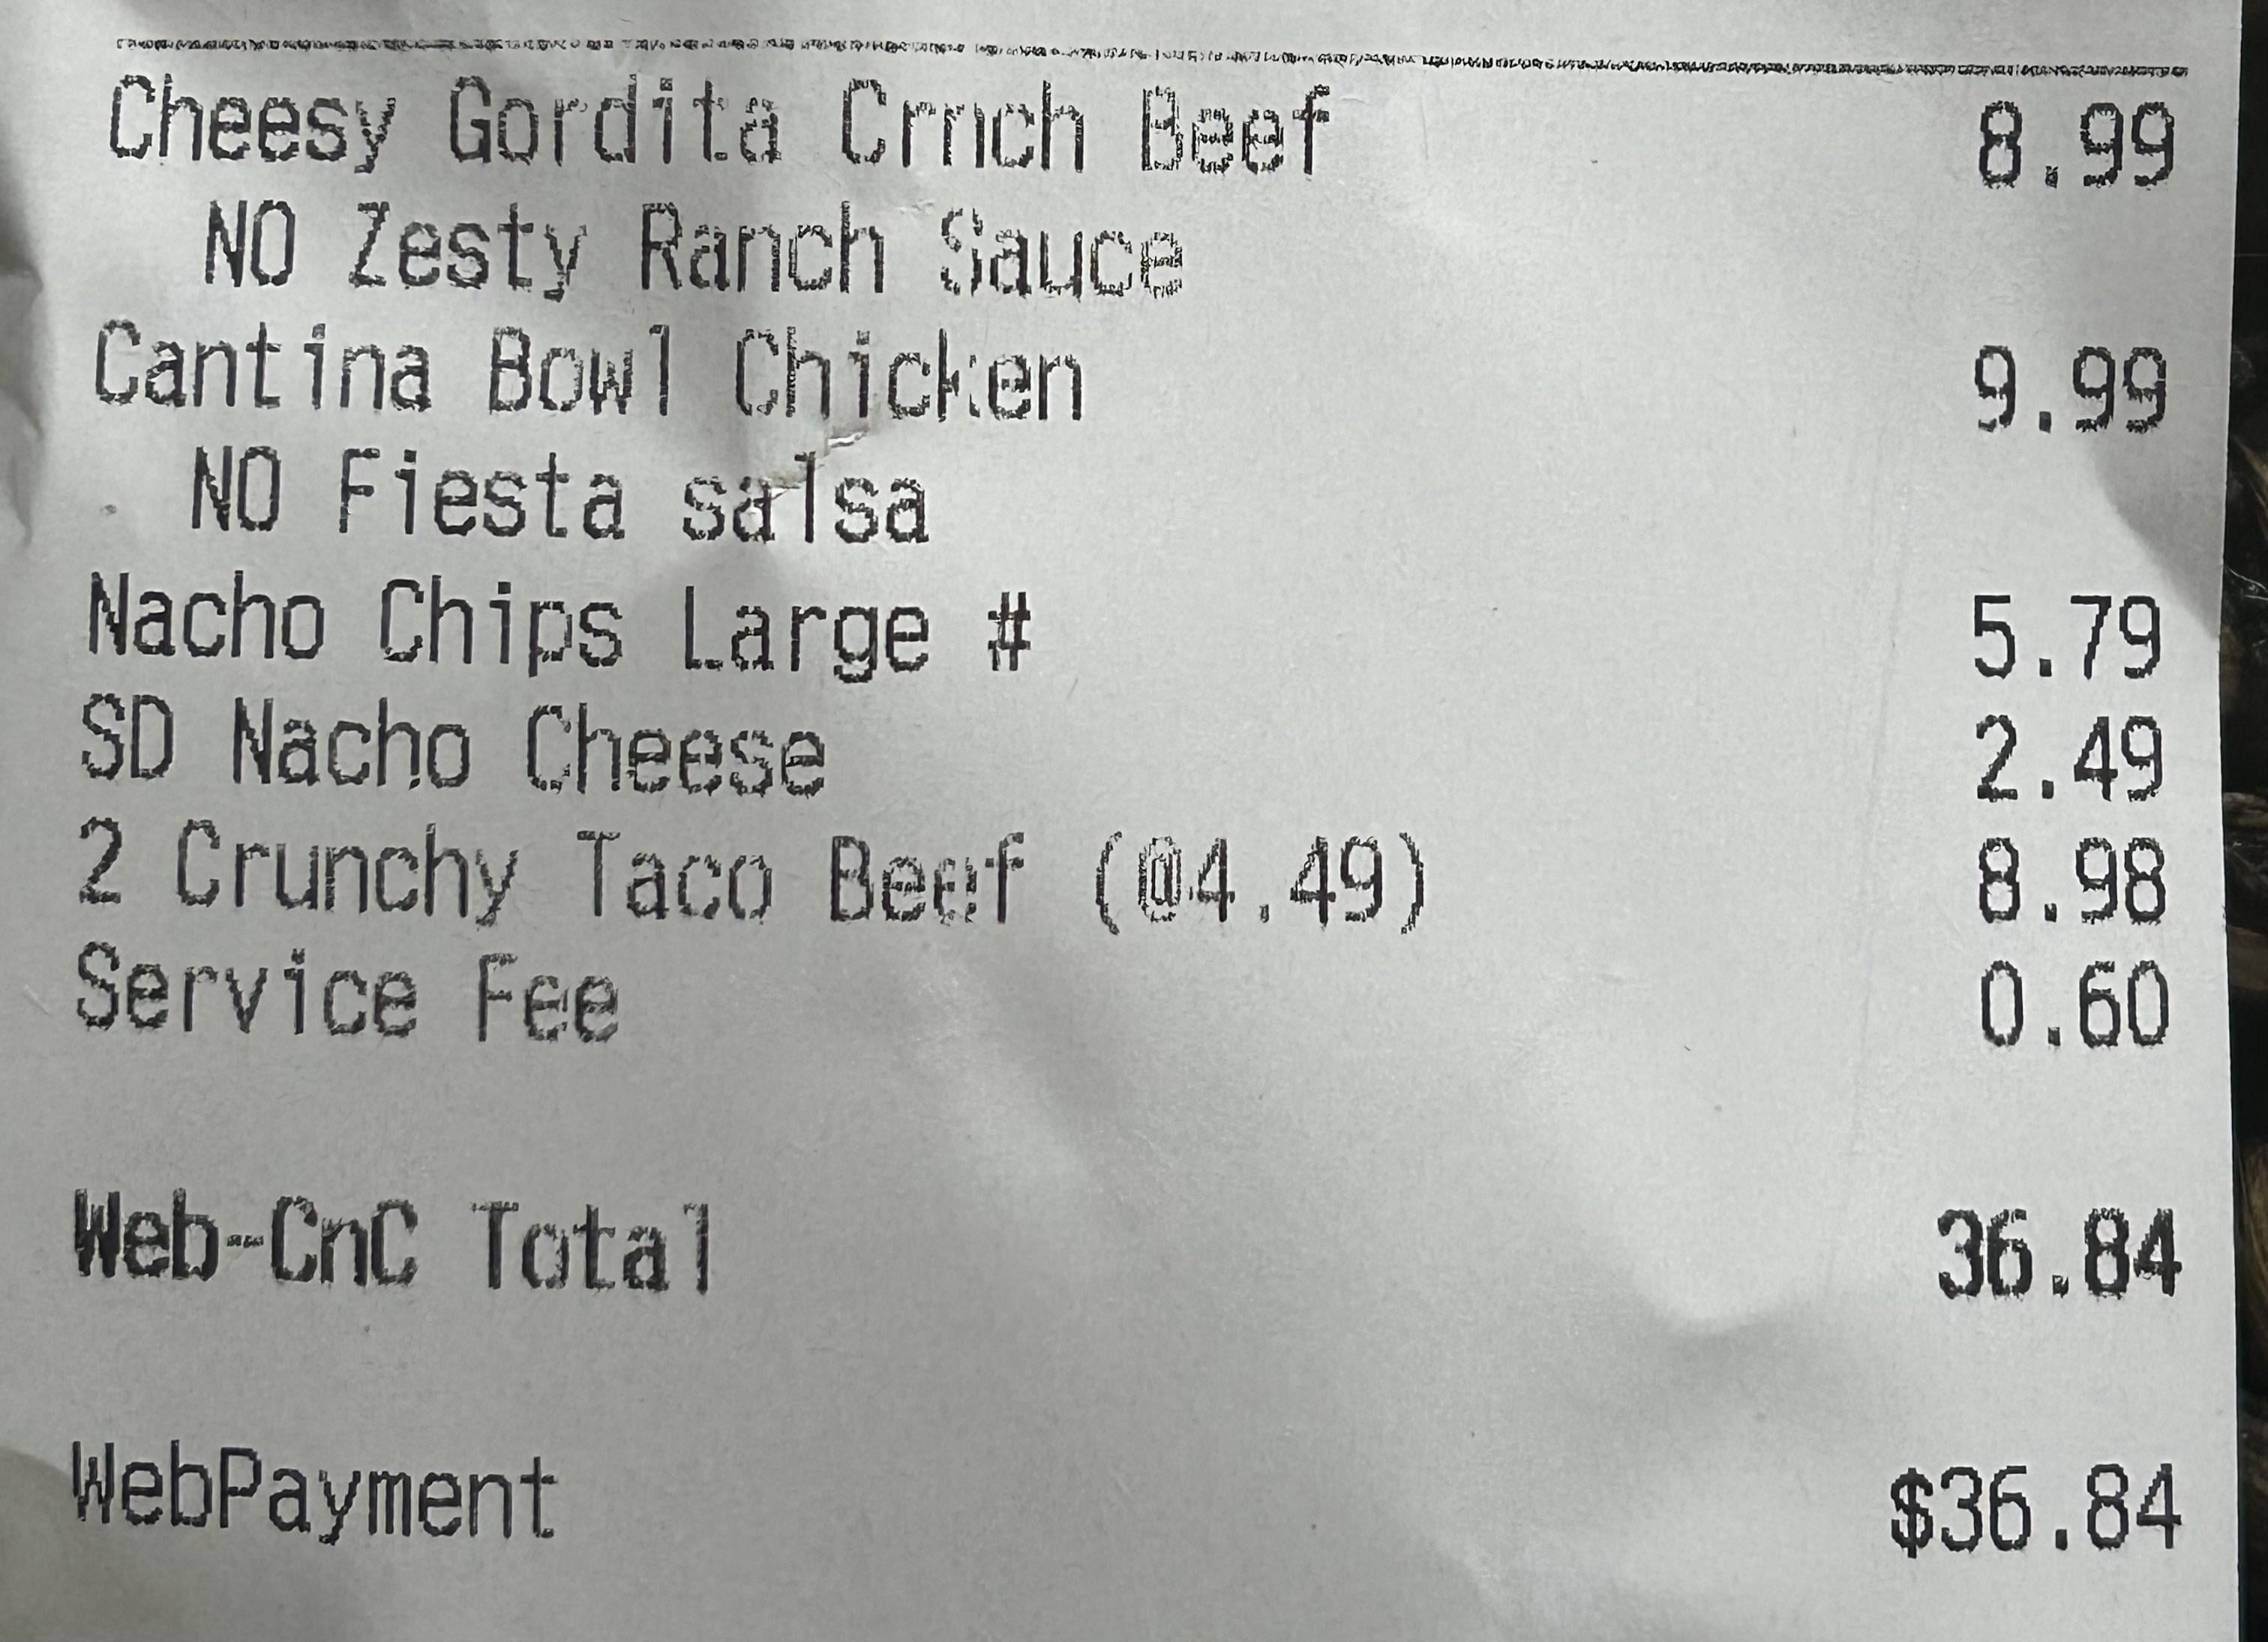 Cheesy Gordita Crnch Beef 8.99
NO Zesty Ranch Sauce
Cantina Bowl Chicken 9.99
NO Fiesta salsa
Nacho Chips Large # 5.79
SD Nacho Cheese 2.49
2 Crunchy Taco Beef (@4.49) 8.98
Service Fee 0.60
Web-CnC Total 36.84
WebPayment $36.84